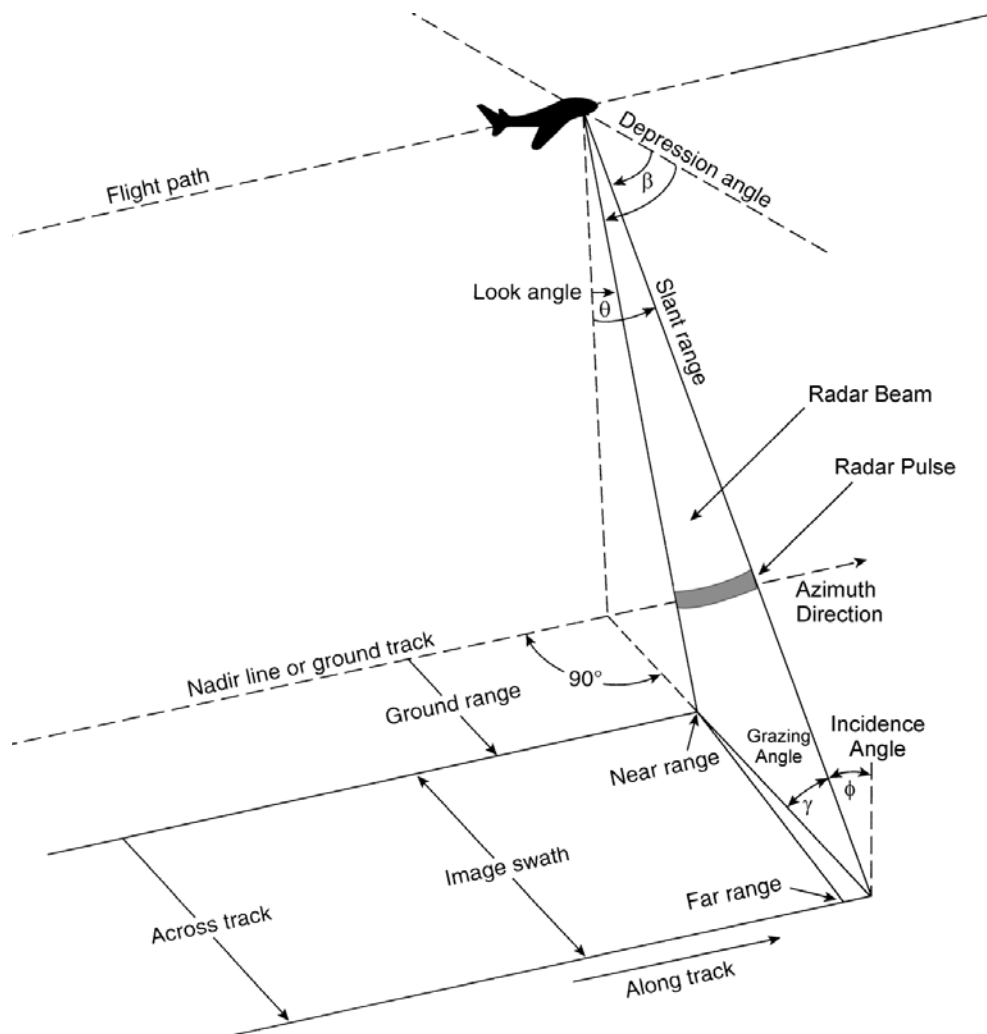 Flight path
Depression angle
β
Look angle
θ
Slant range
Radar Beam
Radar Pulse
Azimuth
Direction
Nadir line or ground track
90°
Ground range
Near range
Grazing
Angle
Incidence
Angle
γ
ϕ
Image swath
Far range
Across track
Along track